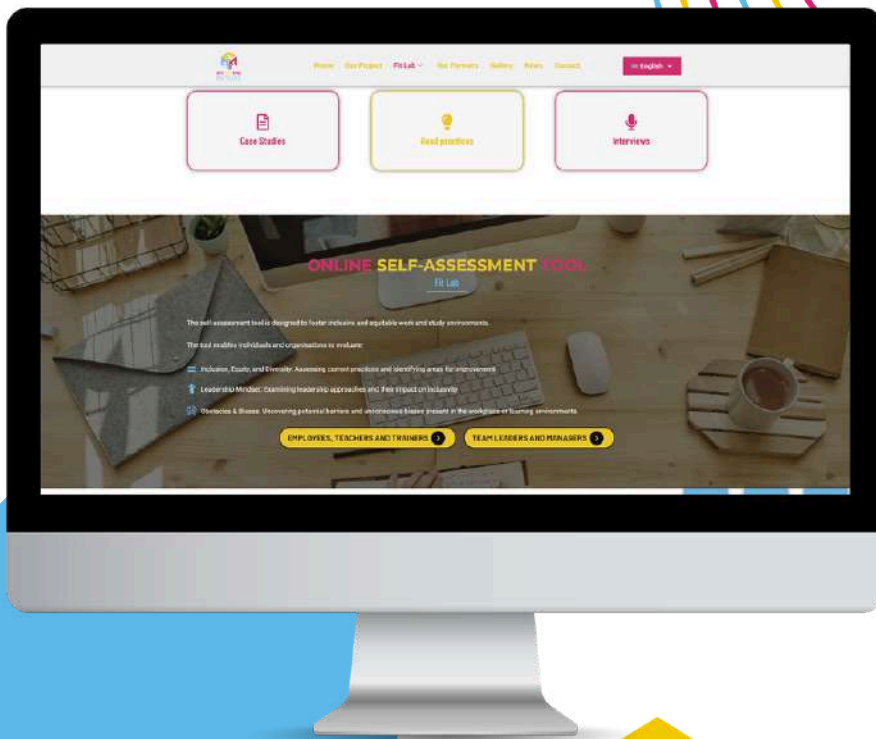 Home Our Project Fit Lab Our Partners Gallery News Contact English
Case Studies
Good practices
Interviews
ONLINE SELF-ASSESSMENT TOOL
Fit Lab
The self-assessment tool is designed to foster inclusive and equitable work and study environments.
The tool enables individuals and organisations to evaluate:
Inclusion, Equity, and Diversity: Assessing current practices and identifying areas for improvement
Leadership Mindset: Examining leadership approaches and their impact on inclusivity
Obstacles & Biases: Uncovering potential barriers and unconscious biases present in the workplace or learning environments
EMPLOYEES, TEACHERS AND TRAINERS
TEAM LEADERS AND MANAGERS